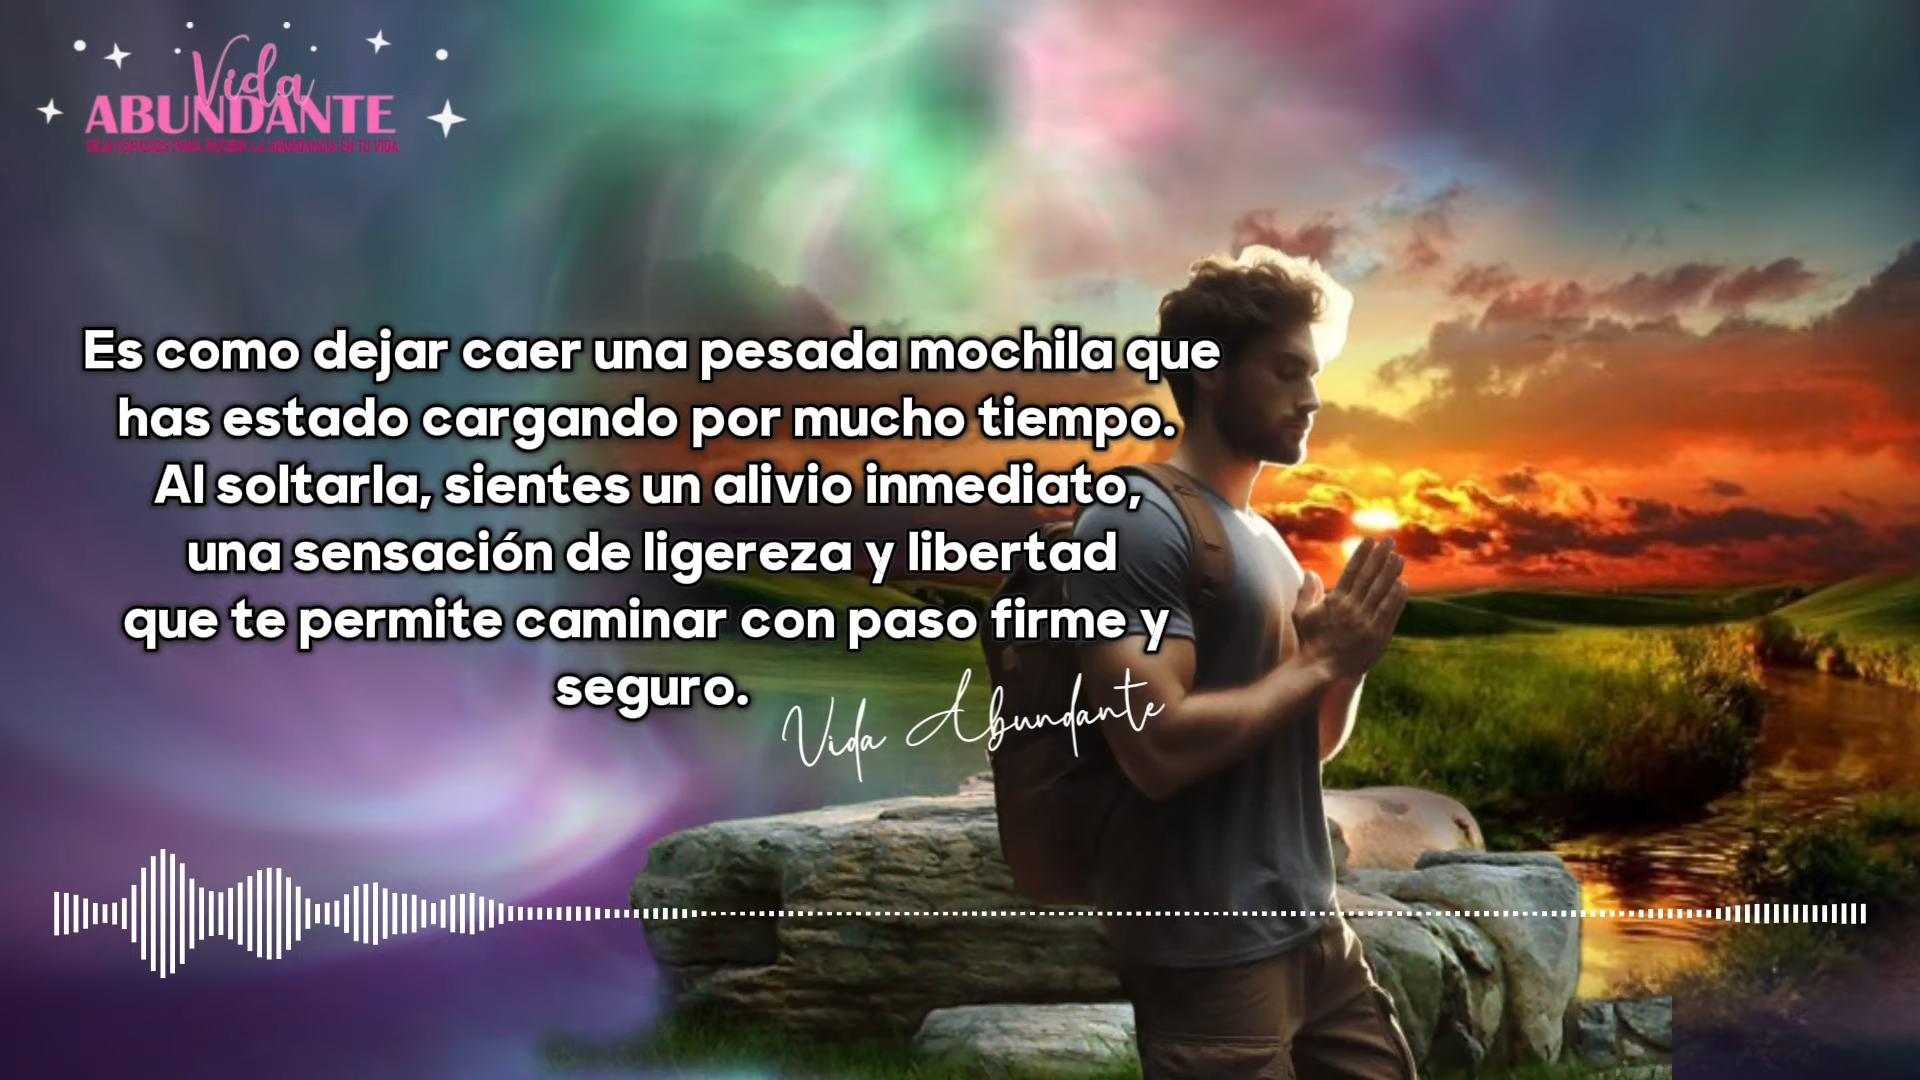 Vida
ABUNDANTE
Es como dejar caer una pesada mochila que
has estado cargando por mucho tiempo.
Al soltarla, sientes un alivio inmediato,
una sensación de ligereza y libertad
que te permite caminar con paso firme y
seguro.
Vida Abundante